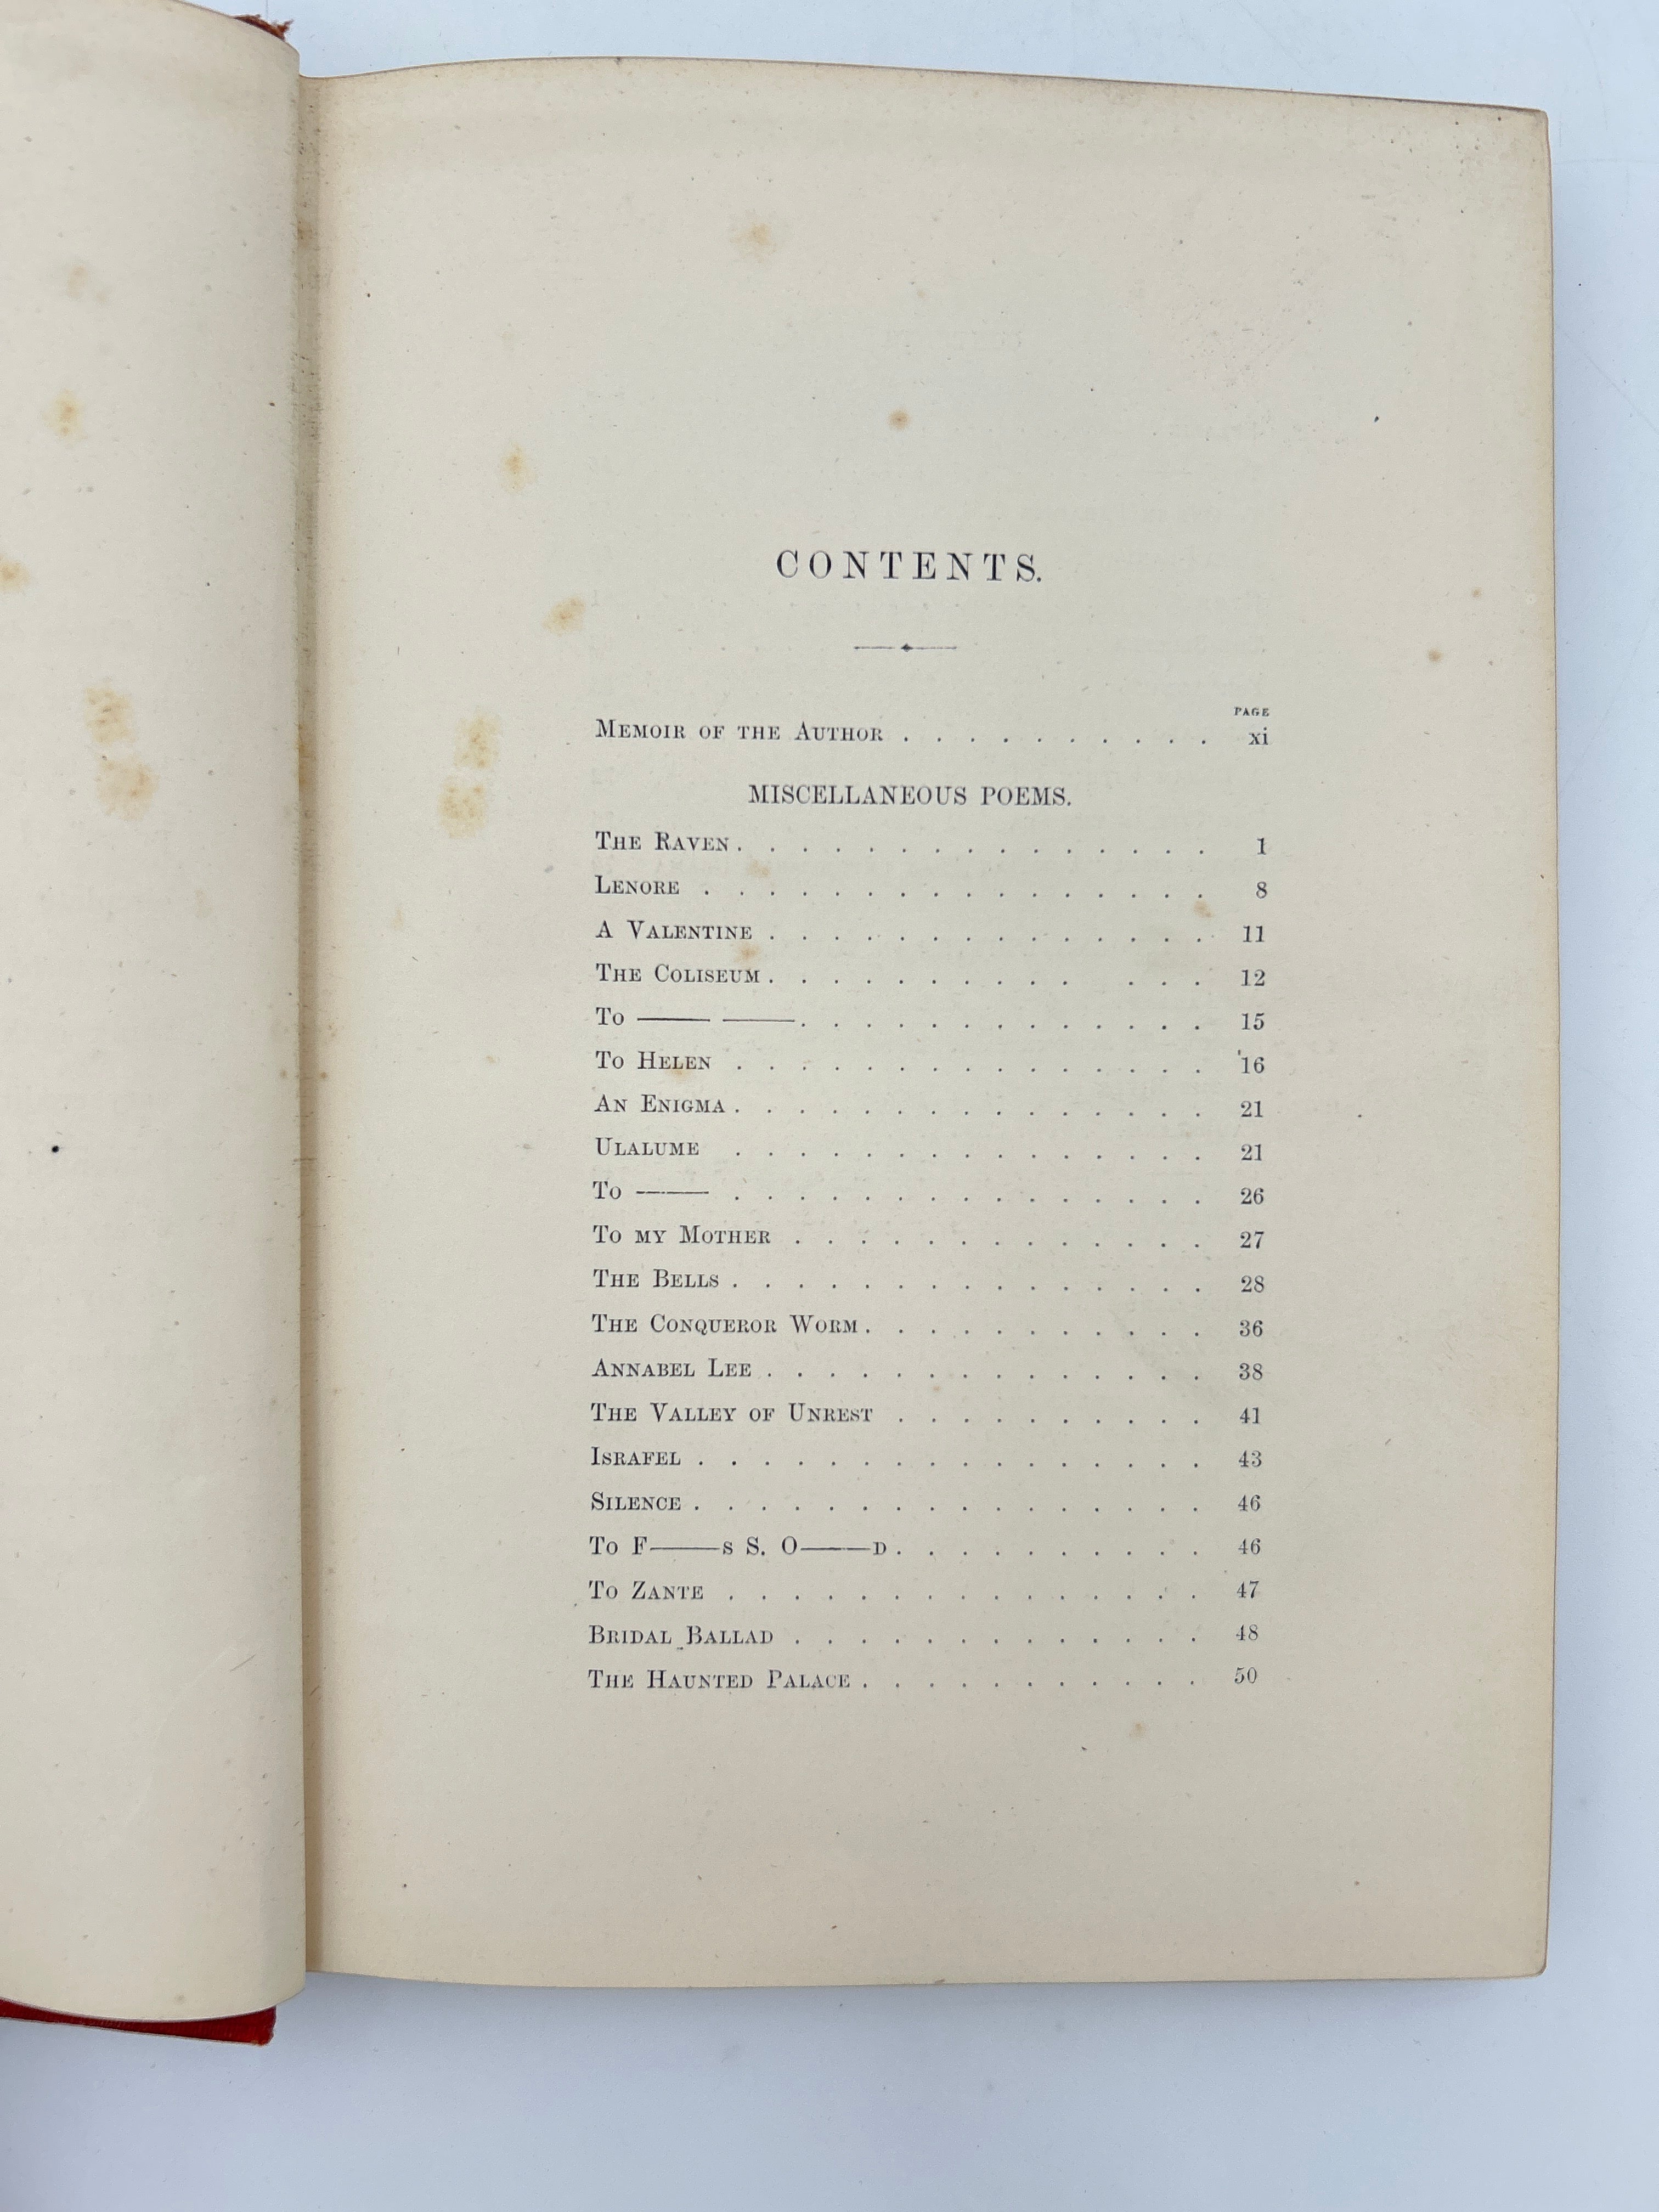 CONTENTS.
PAGE
MEMOIR OF THE AUTHOR . . . . . . . . . . xi
MISCELLANEOUS POEMS.
THE RAVEN . . . . . . . . . . . . . . . 1
LENORE . . . . . . . . . . . . . . . . 8
A VALENTINE . . . . . . . . . . . . . . 11
THE COLISEUM . . . . . . . . . . . . . 12
TO —— —— . . . . . . . . . . . . . 15
TO HELEN . . . . . . . . . . . . . . . 16
AN ENIGMA . . . . . . . . . . . . . . . 21
ULALUME . . . . . . . . . . . . . . . 21
TO —— . . . . . . . . . . . . . . . 26
TO MY MOTHER . . . . . . . . . . . . . 27
THE BELLS . . . . . . . . . . . . . . . 28
THE CONQUEROR WORM . . . . . . . . . . . 36
ANNABEL LEE . . . . . . . . . . . . . . 38
THE VALLEY OF UNREST . . . . . . . . . . 41
ISRAFEL . . . . . . . . . . . . . . . . 43
SILENCE . . . . . . . . . . . . . . . . 46
TO F——S S. O——D . . . . . . . . . . 46
TO ZANTE . . . . . . . . . . . . . . . 47
BRIDAL BALLAD . . . . . . . . . . . . . 48
THE HAUNTED PALACE . . . . . . . . . . . 50